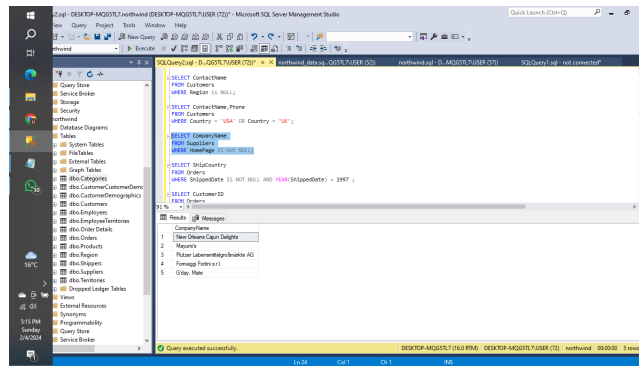 v2.sql - DESKTOP-MQG5TL7.northwind (DESKTOP-MQG5TL7\USER (72))* - Microsoft SQL Server Management Studio
Quick Launch (Ctrl+Q)
View Query Project Tools Window Help
New Query
thwind
Execute
SQLQuery2.sql - D...QG5TL7\USER (72))*
northwind_data.sq...QG5TL7\USER (52))
northwind.sql - D...MQG5TL7\USER (57))
SQLQuery1.sql - not connected*
Query Store
Service Broker
Storage
Security
orthwind
Database Diagrams
Tables
System Tables
FileTables
External Tables
Graph Tables
dbo.Categories
dbo.CustomerCustomerDemo
dbo.CustomerDemographics
dbo.Customers
dbo.Employees
dbo.EmployeeTerritories
dbo.Order Details
dbo.Orders
dbo.Products
dbo.Region
dbo.Shippers
dbo.Suppliers
dbo.Territories
Dropped Ledger Tables
Views
External Resources
Synonyms
Programmability
Query Store
Service Broker
SELECT ContactName
FROM Customers
WHERE Region is NULL;
SELECT ContactName,Phone
FROM Customers
WHERE Country = "USA" OR Country = "UK";
SELECT CompanyName
FROM Suppliers
WHERE HomePage IS Not NULL;
SELECT ShipCountry
FROM Orders
WHERE ShippedDate IS NOT NULL AND YEAR(ShippedDate) = 1997 ;
SELECT CustomerID
FROM Orders
91 %
Results Messages
CompanyName
1 New Orleans Cajun Delights
2 Mayumi's
3 Plutzer Lebensmittelgroßmärkte AG
4 Formaggi Fortini s.r.l.
5 G'day, Mate
16°C
5:15 PM
Sunday
2/4/2024
Query executed successfully.
DESKTOP-MQG5TL7 (16.0 RTM)
DESKTOP-MQG5TL7\USER (72)
northwind
00:00:00
5 rows
Ln 24
Col 1
Ch 1
INS